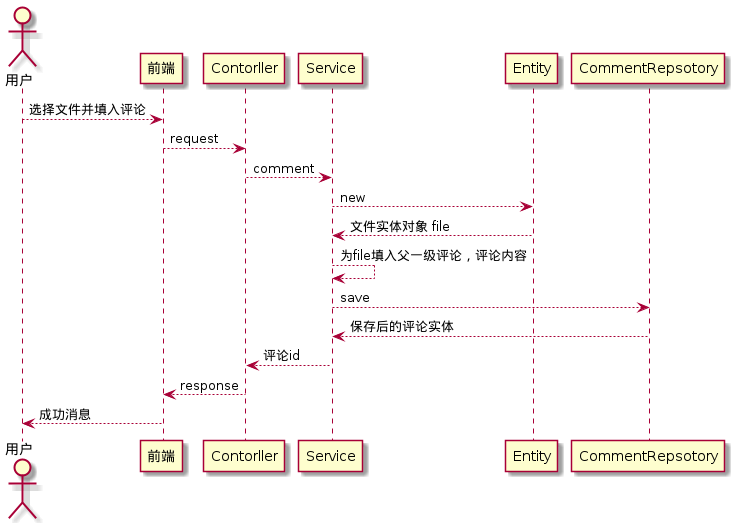 用户
前端
Contorller
Service
Entity
CommentRepsotory
选择文件并填入评论
request
comment
new
文件实体对象 file
为file填入父一级评论，评论内容
save
保存后的评论实体
评论id
response
成功消息
用户
前端
Contorller
Service
Entity
CommentRepsotory